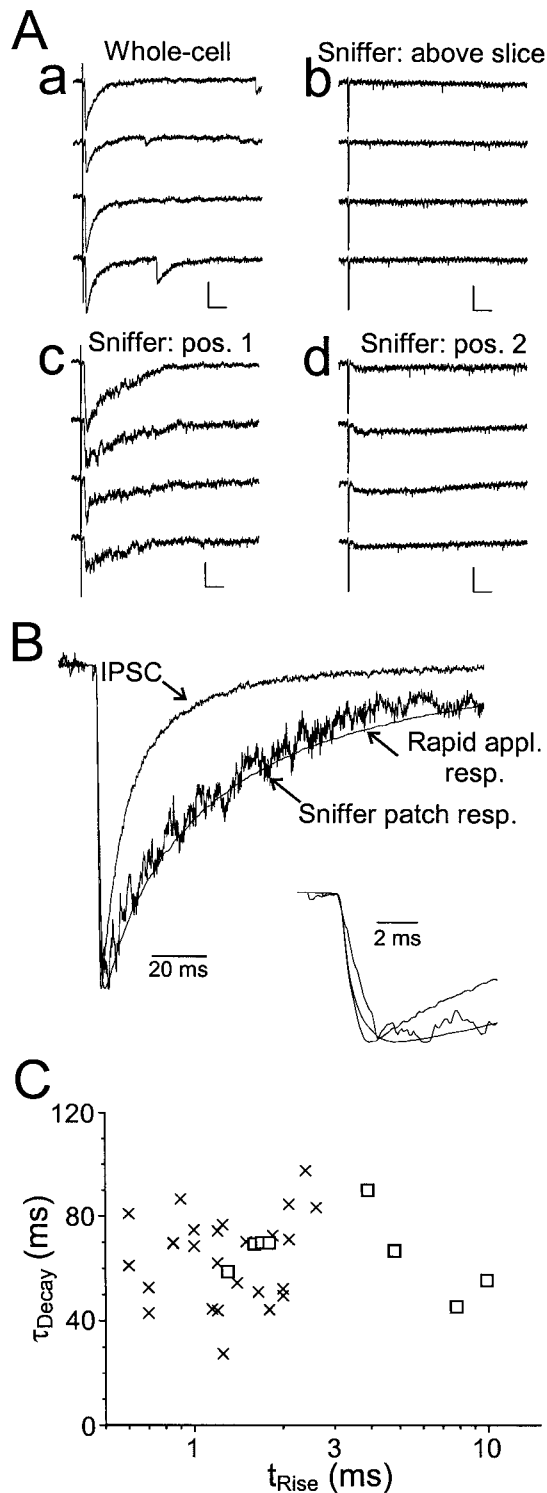 A
Whole-cell
a
Sniffer: above slice
b
Sniffer: pos. 1
c
Sniffer: pos. 2
d
B
IPSC
Rapid appl.
resp.
Sniffer patch resp.
20 ms
2 ms
C
120
80
40
0
τDecay (ms)
1
3
10
tRise (ms)